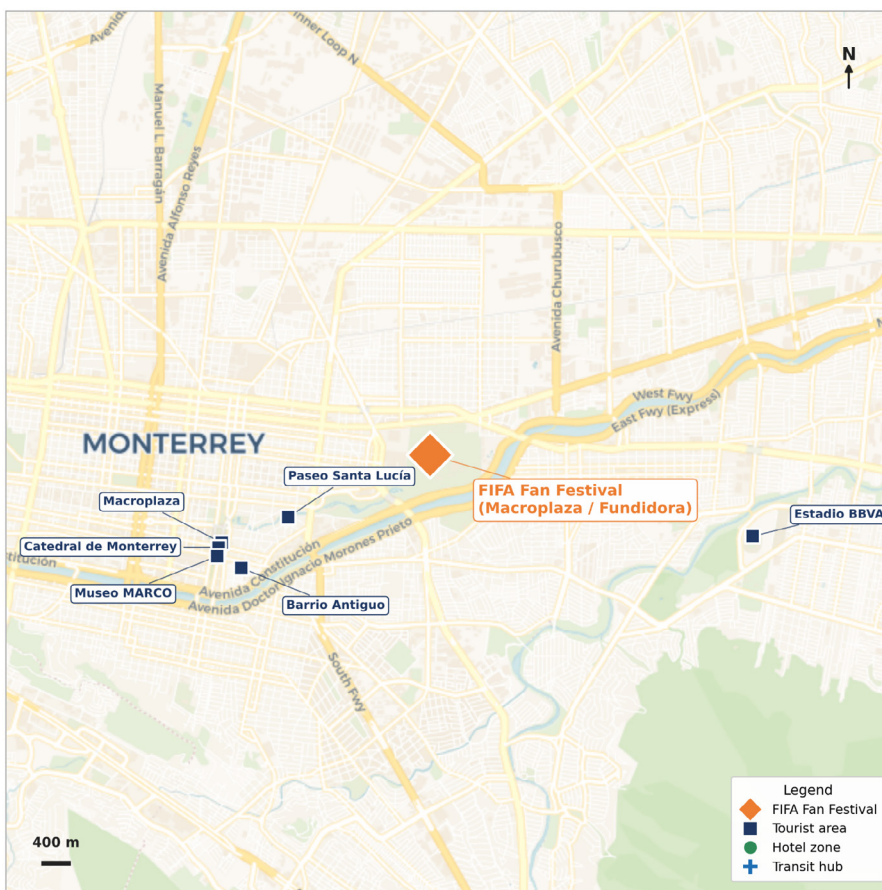 Avenida
Inner Loop N
N
Manuel L. Barragán
Avenida Alfonso Reyes
Avenida Churubusco
West Fwy
East Fwy (Express)
MONTERREY
Paseo Santa Lucía
FIFA Fan Festival
(Macroplaza / Fundidora)
Macroplaza
Estadio BBVA
Catedral de Monterrey
Museo MARCO
Barrio Antiguo
Avenida Constitución
Avenida Doctor Ignacio Morones Prieto
South Fwy
400 m
Legend
FIFA Fan Festival
Tourist area
Hotel zone
Transit hub